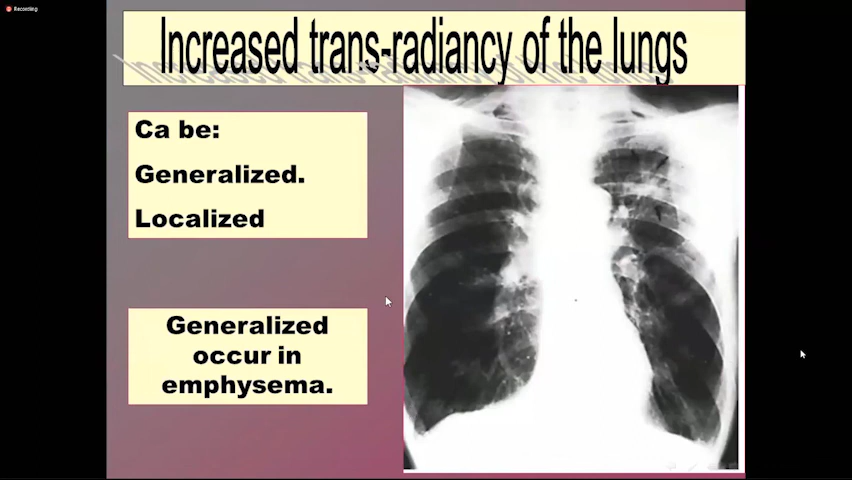 Recording
Increased trans-radiancy of the lungs
Ca be:
Generalized.
Localized
Generalized
occur in
emphysema.